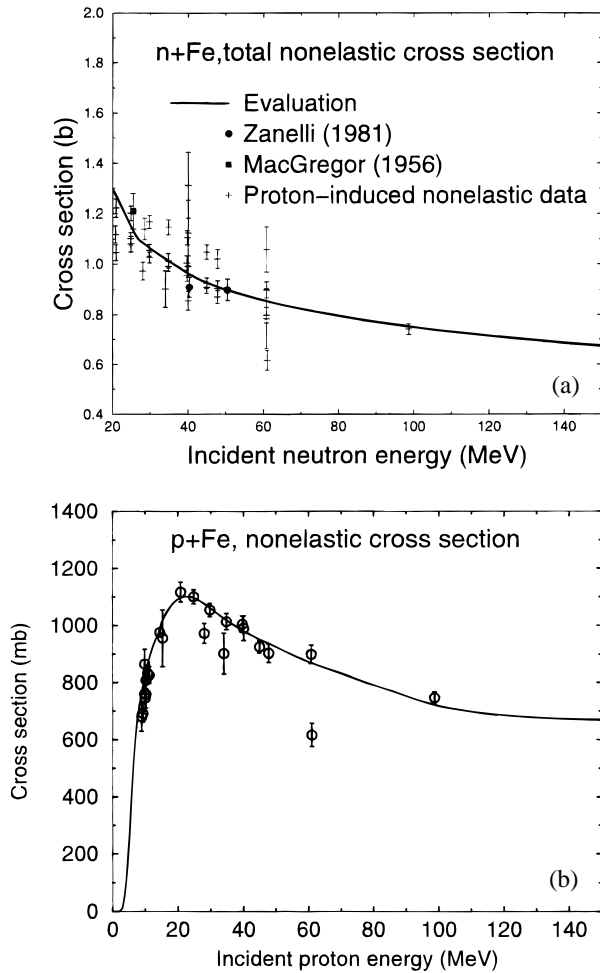 2.0
n+Fe,total nonelastic cross section
1.8
Evaluation
1.6
Zanelli (1981)
MacGregor (1956)
1.4
Proton−induced nonelastic data
1.2
1.0
0.8
0.6
(a)
0.4
Cross section (b)
20 40 60 80 100 120 140
Incident neutron energy (MeV)
1400
p+Fe, nonelastic cross section
1200
1000
800
600
400
200
(b)
0
Cross section (mb)
0 20 40 60 80 100 120 140
Incident proton energy (MeV)